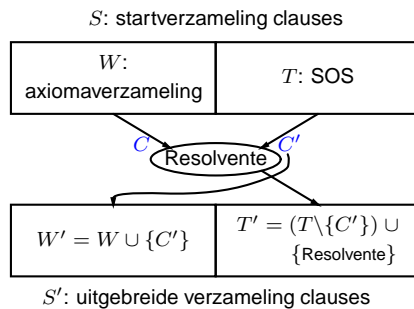 S: startverzameling clauses
W:
axiomaverzameling
T: SOS
C
C′
Resolvente
W′ = W ∪ {C′}
T′ = (T\{C′}) ∪
{Resolvente}
S′: uitgebreide verzameling clauses